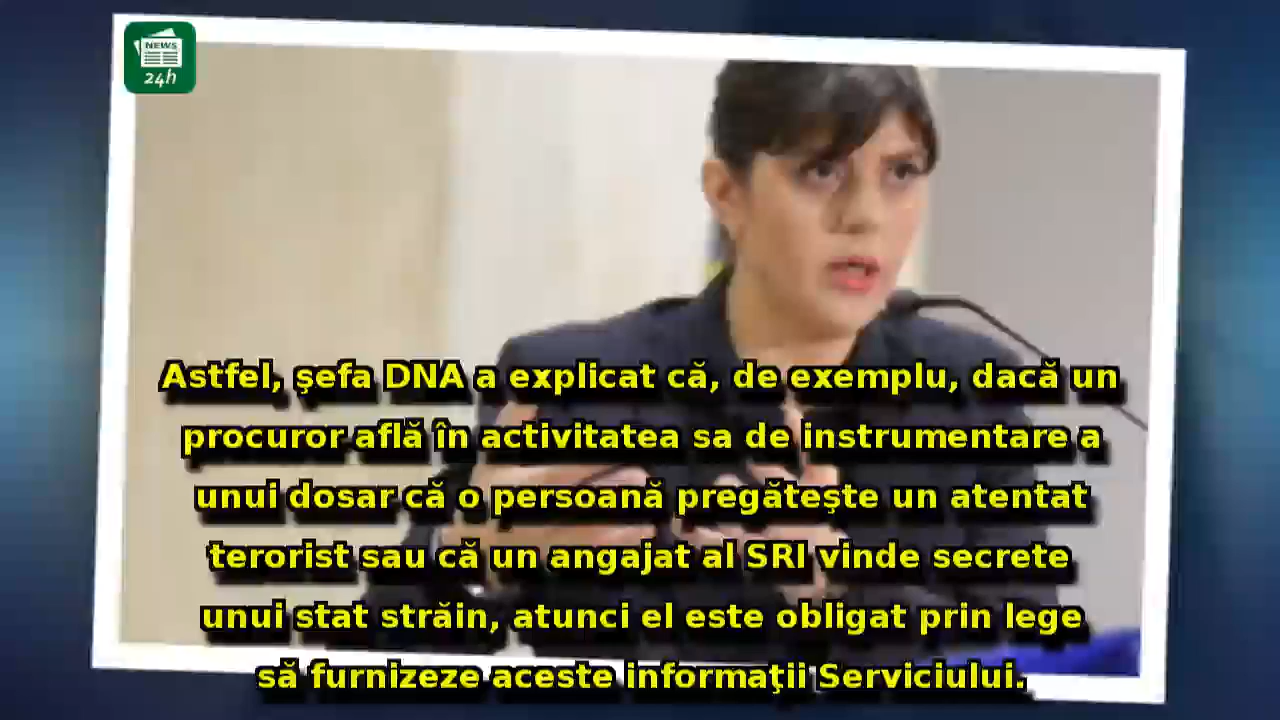 NEWS
24h
Astfel, şefa DNA a explicat că, de exemplu, dacă un
procuror află în activitatea sa de instrumentare a
unui dosar că o persoană pregăteşte un atentat
terorist sau că un angajat al SRI vinde secrete
unui stat străin, atunci el este obligat prin lege
să furnizeze aceste informaţii Serviciului.